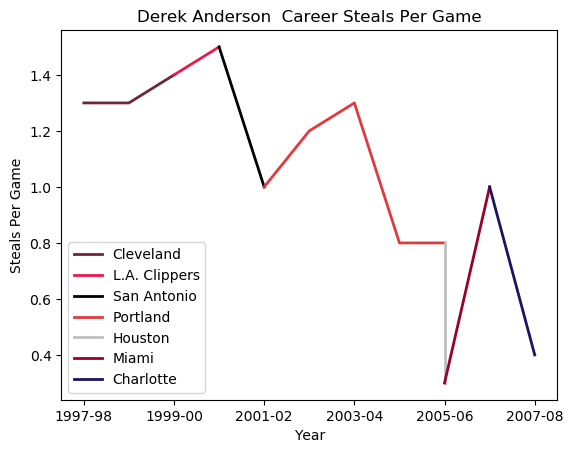 Derek Anderson  Career Steals Per Game
Steals Per Game
1.4
1.2
1.0
0.8
0.6
0.4
Cleveland
L.A. Clippers
San Antonio
Portland
Houston
Miami
Charlotte
1997-98 1999-00 2001-02 2003-04 2005-06 2007-08
Year